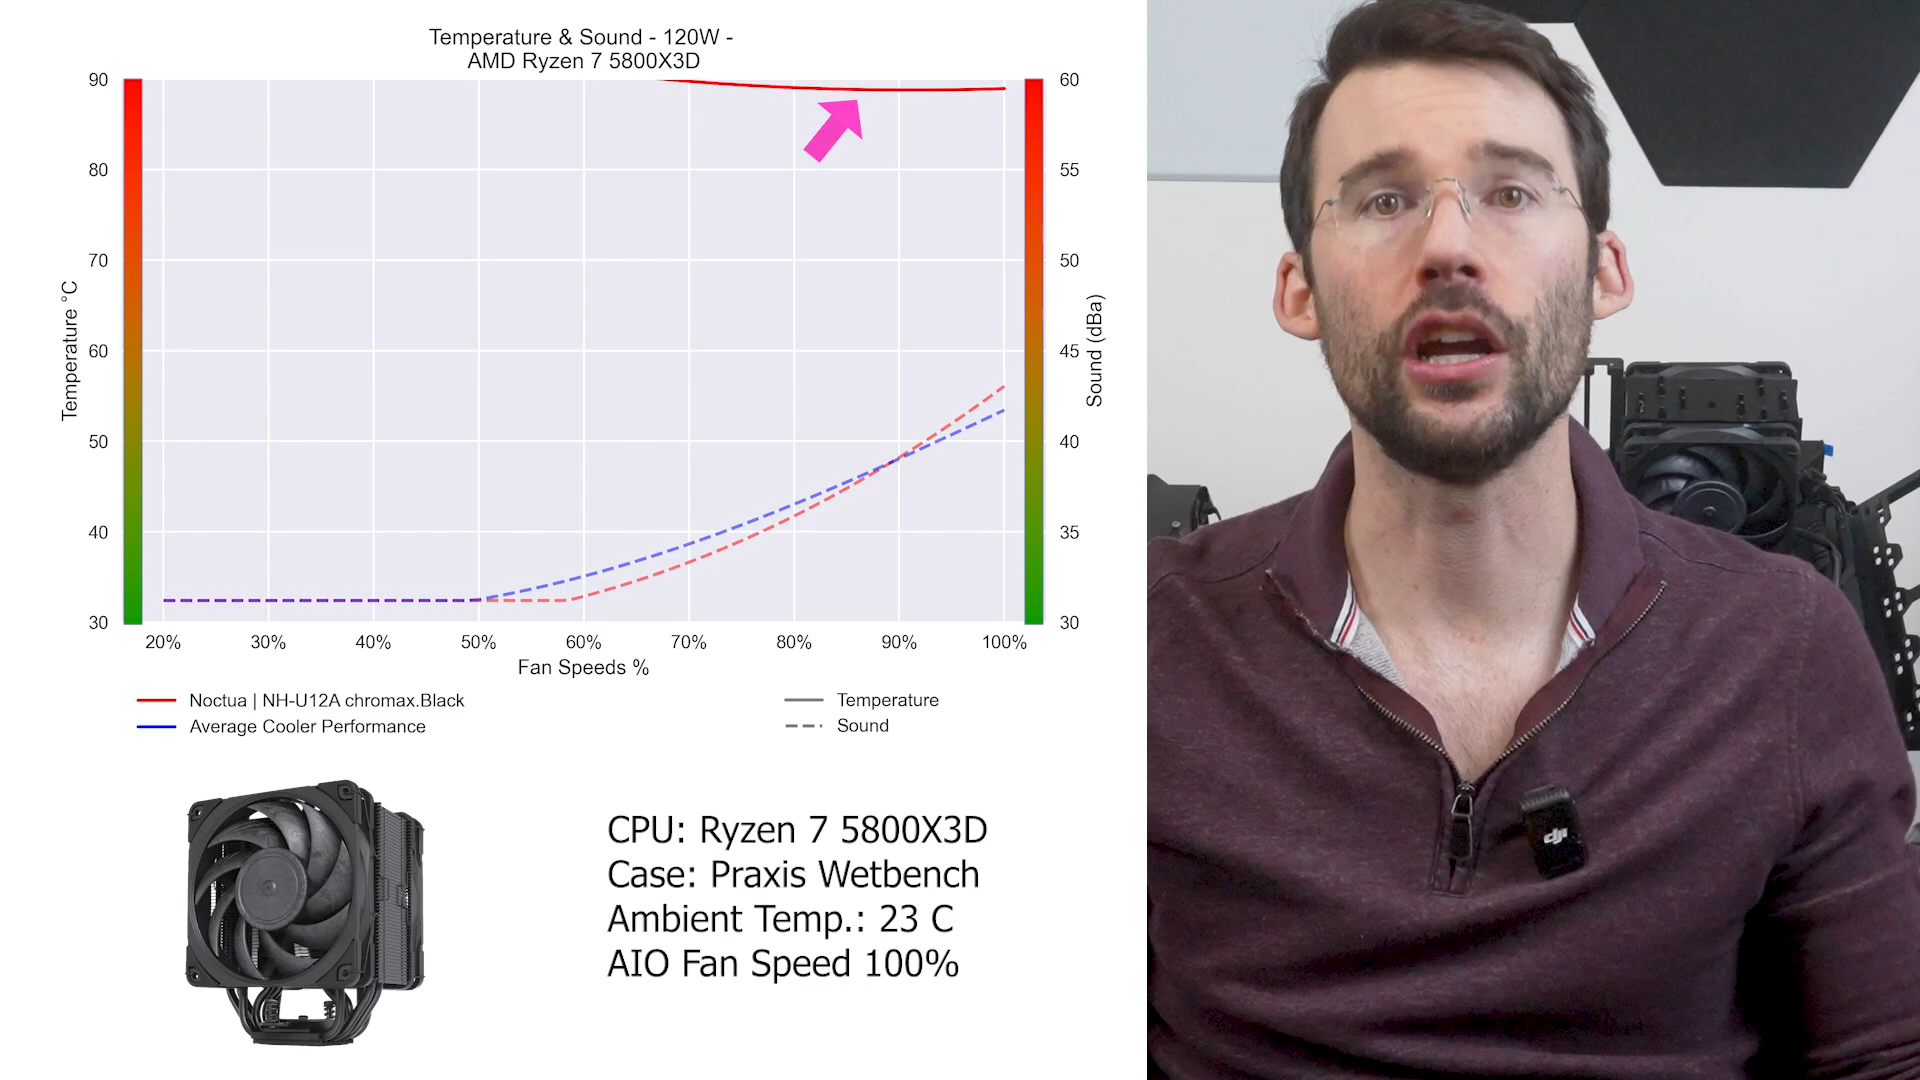 Temperature & Sound - 120W -
AMD Ryzen 7 5800X3D
90
80
70
60
50
40
30
Temperature °C
60
55
50
45
40
35
30
Sound (dBa)
20% 30% 40% 50% 60% 70% 80% 90% 100%
Fan Speeds %
Noctua | NH-U12A chromax.Black
Average Cooler Performance
Temperature
Sound
CPU: Ryzen 7 5800X3D
Case: Praxis Wetbench
Ambient Temp.: 23 C
AIO Fan Speed 100%
dji